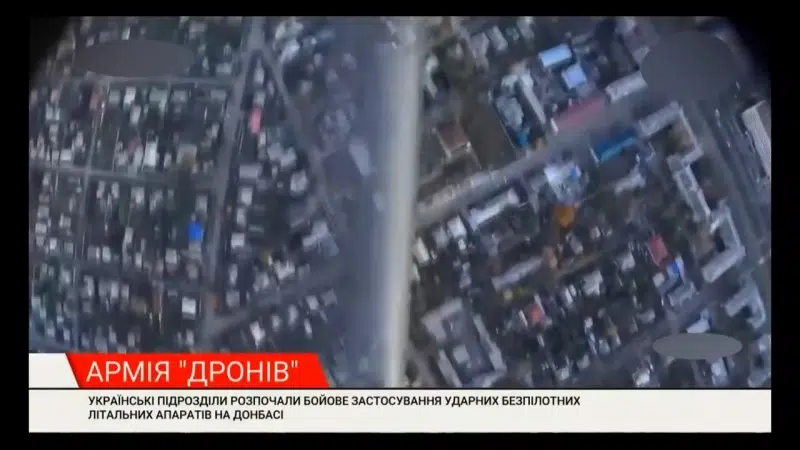 АРМІЯ "ДРОНІВ"
УКРАЇНСЬКІ ПІДРОЗДІЛИ РОЗПОЧАЛИ БОЙОВЕ ЗАСТОСУВАННЯ УДАРНИХ БЕЗПІЛОТНИХ
ЛІТАЛЬНИХ АПАРАТІВ НА ДОНБАСІ